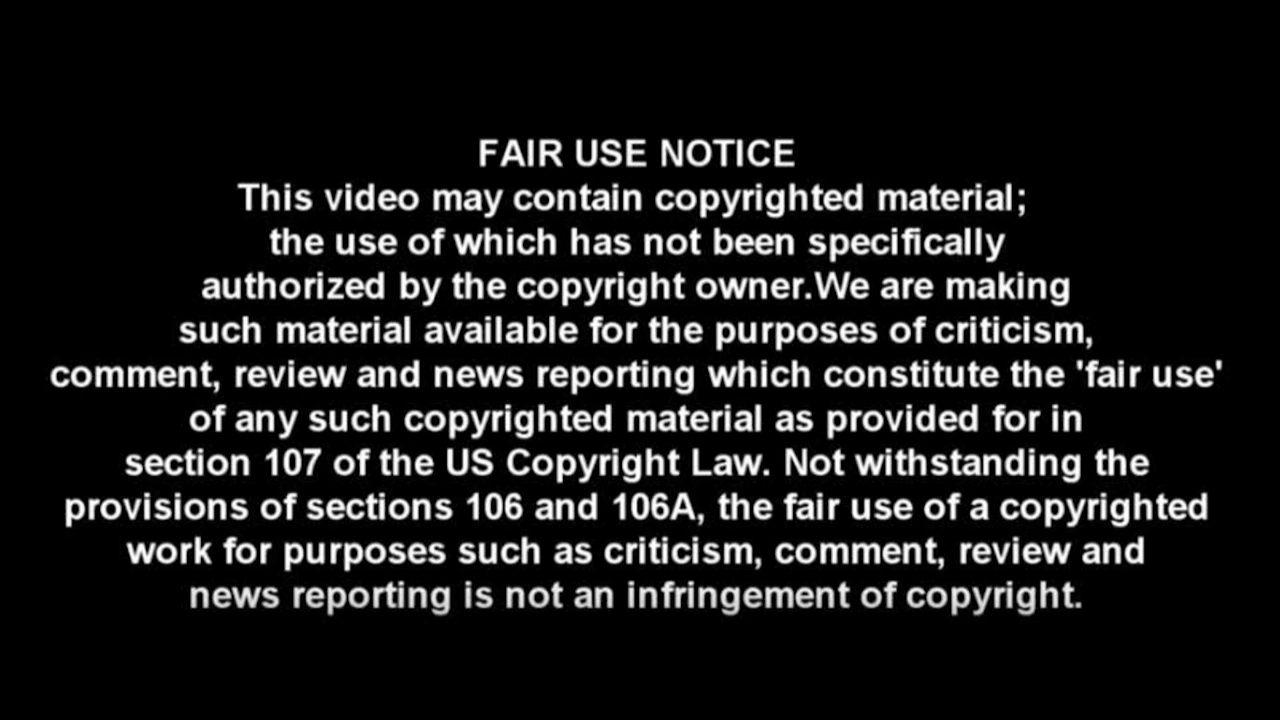 FAIR USE NOTICE
This video may contain copyrighted material;
the use of which has not been specifically
authorized by the copyright owner.We are making
such material available for the purposes of criticism,
comment, review and news reporting which constitute the 'fair use'
of any such copyrighted material as provided for in
section 107 of the US Copyright Law. Not withstanding the
provisions of sections 106 and 106A, the fair use of a copyrighted
work for purposes such as criticism, comment, review and
news reporting is not an infringement of copyright.